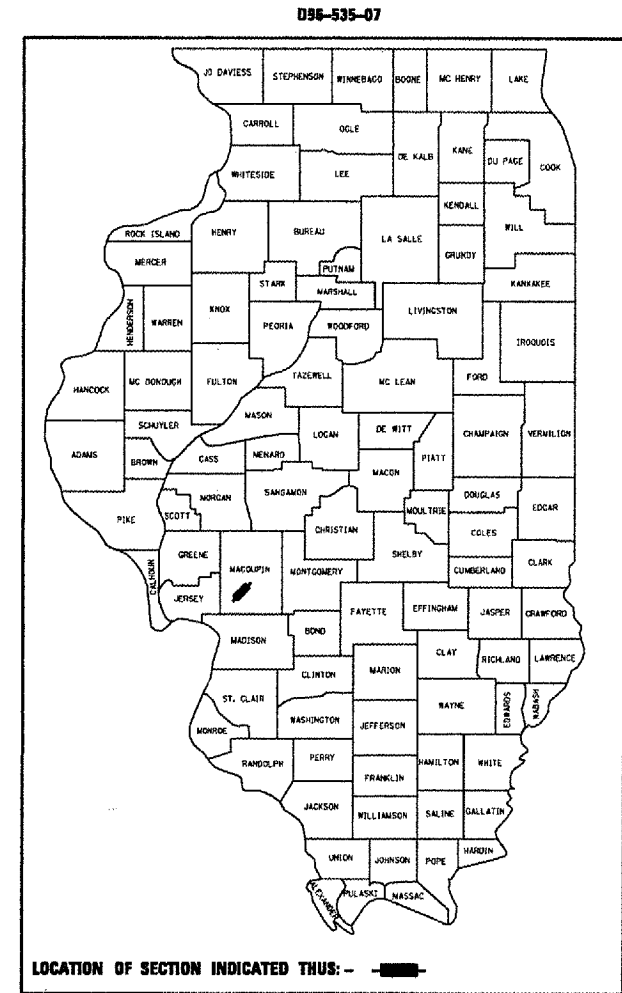 D96-535-07
JO DAVIESS STEPHENSON WINNEBAGO BOONE MC HENRY LAKE
CARROLL OGLE DE KALB KANE DU PAGE COOK
WHITESIDE LEE
KENDALL
ROCK ISLAND HENRY BUREAU LA SALLE WILL
MERCER PUTNAM GRUNDY
STARK MARSHALL KANKAKEE
HENDERSON WARREN KNOX PEORIA WOODFORD LIVINGSTON IROQUOIS
HANCOCK MC DONOUGH FULTON TAZEWELL MC LEAN FORD
MASON
SCHUYLER LOGAN DE WITT CHAMPAIGN VERMILION
ADAMS BROWN CASS MENARD MACON PIATT
MORGAN SANGAMON DOUGLAS
PIKE SCOTT CHRISTIAN MOULTRIE COLES EDGAR
CALHOUN GREENE MACOUPIN MONTGOMERY SHELBY CUMBERLAND CLARK
JERSEY FAYETTE EFFINGHAM JASPER CRAWFORD
MADISON BOND
CLINTON MARION CLAY RICHLAND LAWRENCE
ST. CLAIR WAYNE EDWARDS WABASH
MONROE WASHINGTON JEFFERSON
RANDOLPH PERRY HAMILTON WHITE
FRANKLIN
JACKSON WILLIAMSON SALINE GALLATIN
UNION JOHNSON POPE HARDIN
ALEXANDER PULASKI MASSAC
LOCATION OF SECTION INDICATED THUS: -